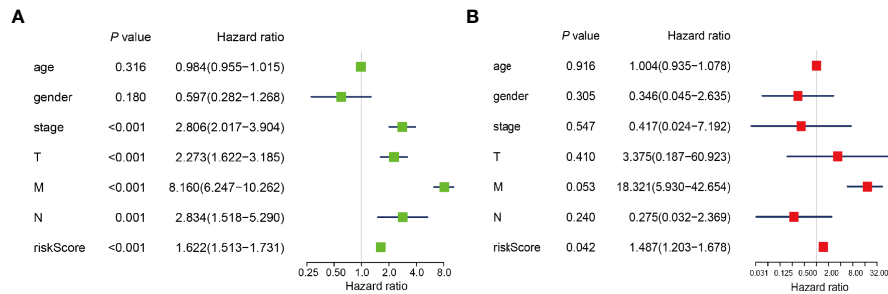 A
P value Hazard ratio
age 0.316 0.984(0.955−1.015)
gender 0.180 0.597(0.282−1.268)
stage <0.001 2.806(2.017−3.904)
T <0.001 2.273(1.622−3.185)
M <0.001 8.160(6.247−10.262)
N 0.001 2.834(1.518−5.290)
riskScore <0.001 1.622(1.513−1.731)
0.25 0.50 1.0 2.0 4.0 8.0
Hazard ratio
B
P value Hazard ratio
age 0.916 1.004(0.935−1.078)
gender 0.305 0.346(0.045−2.635)
stage 0.547 0.417(0.024−7.192)
T 0.410 3.375(0.187−60.923)
M 0.053 18.321(5.930−42.654)
N 0.240 0.275(0.032−2.369)
riskScore 0.042 1.487(1.203−1.678)
0.031 0.125 0.500 2.00 8.00 32.00
Hazard ratio